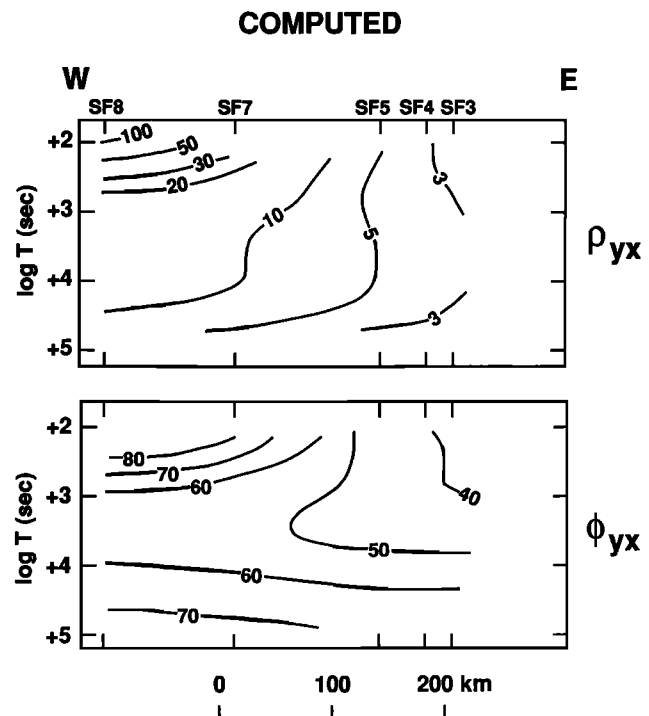 COMPUTED
W E
SF8 SF7 SF5 SF4 SF3
+2
+3
+4
+5
log T (sec)
100
50
30
20
10
5
3
3
ρyx
+2
+3
+4
+5
log T (sec)
80
70
60
50
40
60
70
ϕyx
0 100 200 km